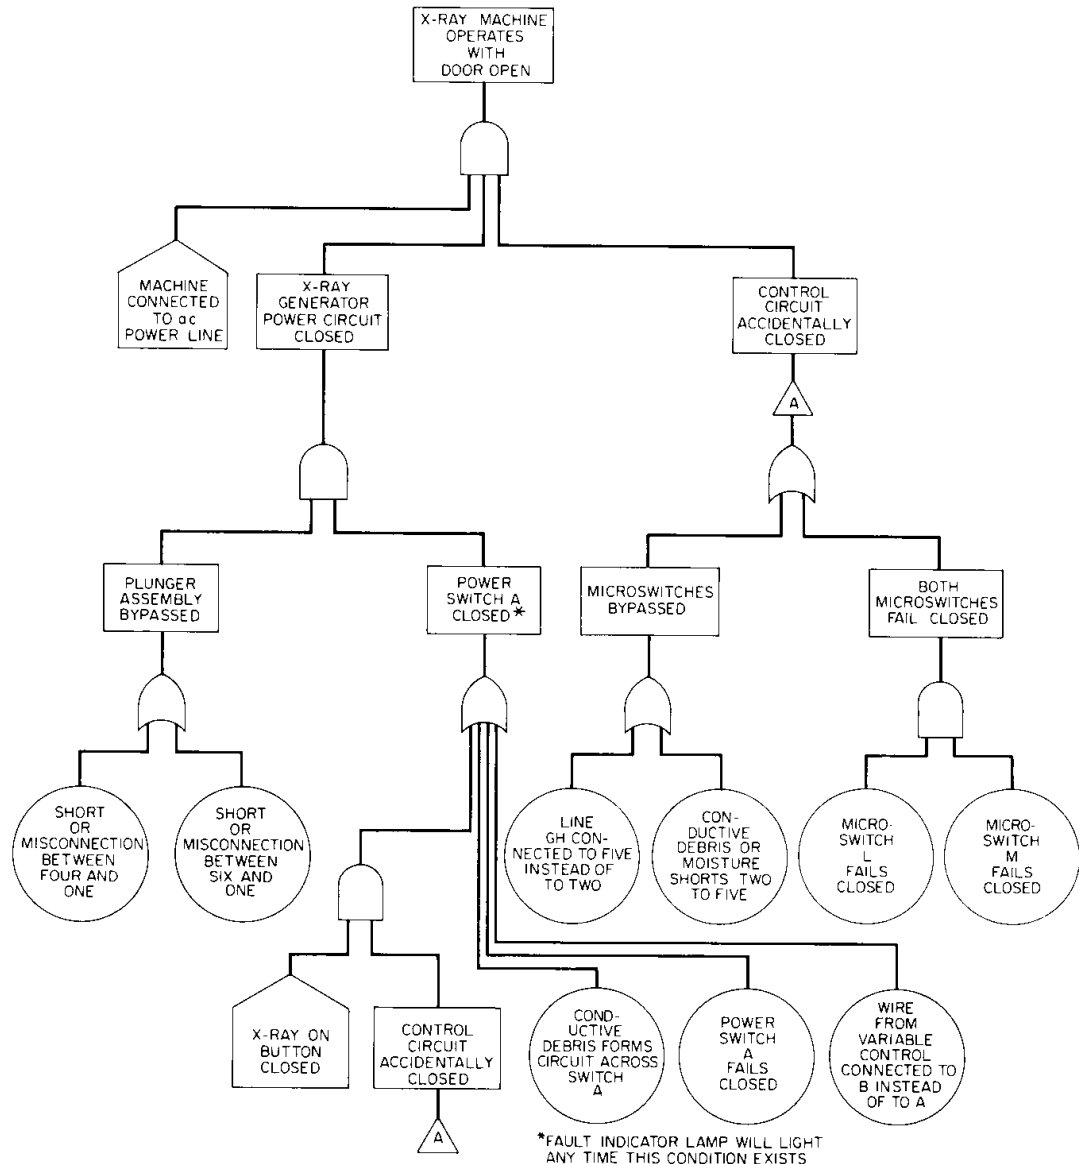 X-RAY MACHINE
OPERATES
WITH
DOOR OPEN
MACHINE
CONNECTED
TO ac
POWER LINE
X-RAY
GENERATOR
POWER CIRCUIT
CLOSED
CONTROL
CIRCUIT
ACCIDENTALLY
CLOSED
A
PLUNGER
ASSEMBLY
BYPASSED
POWER
SWITCH A
CLOSED*
MICROSWITCHES
BYPASSED
BOTH
MICROSWITCHES
FAIL CLOSED
SHORT
OR
MISCONNECTION
BETWEEN
FOUR AND
ONE
SHORT
OR
MISCONNECTION
BETWEEN
SIX AND
ONE
LINE
GH CON-
NECTED TO FIVE
INSTEAD OF
TO TWO
CON-
DUCTIVE
DEBRIS OR
MOISTURE
SHORTS TWO
TO FIVE
MICRO-
SWITCH
L
FAILS
CLOSED
MICRO-
SWITCH
M
FAILS
CLOSED
X-RAY ON
BUTTON
CLOSED
CONTROL
CIRCUIT
ACCIDENTALLY
CLOSED
A
COND-
UCTIVE
DEBRIS FORMS
CIRCUIT ACROSS
SWITCH
A
POWER
SWITCH
A
FAILS
CLOSED
WIRE
FROM
VARIABLE
CONTROL
CONNECTED TO
B INSTEAD
OF TO A
*FAULT INDICATOR LAMP WILL LIGHT
ANY TIME THIS CONDITION EXISTS